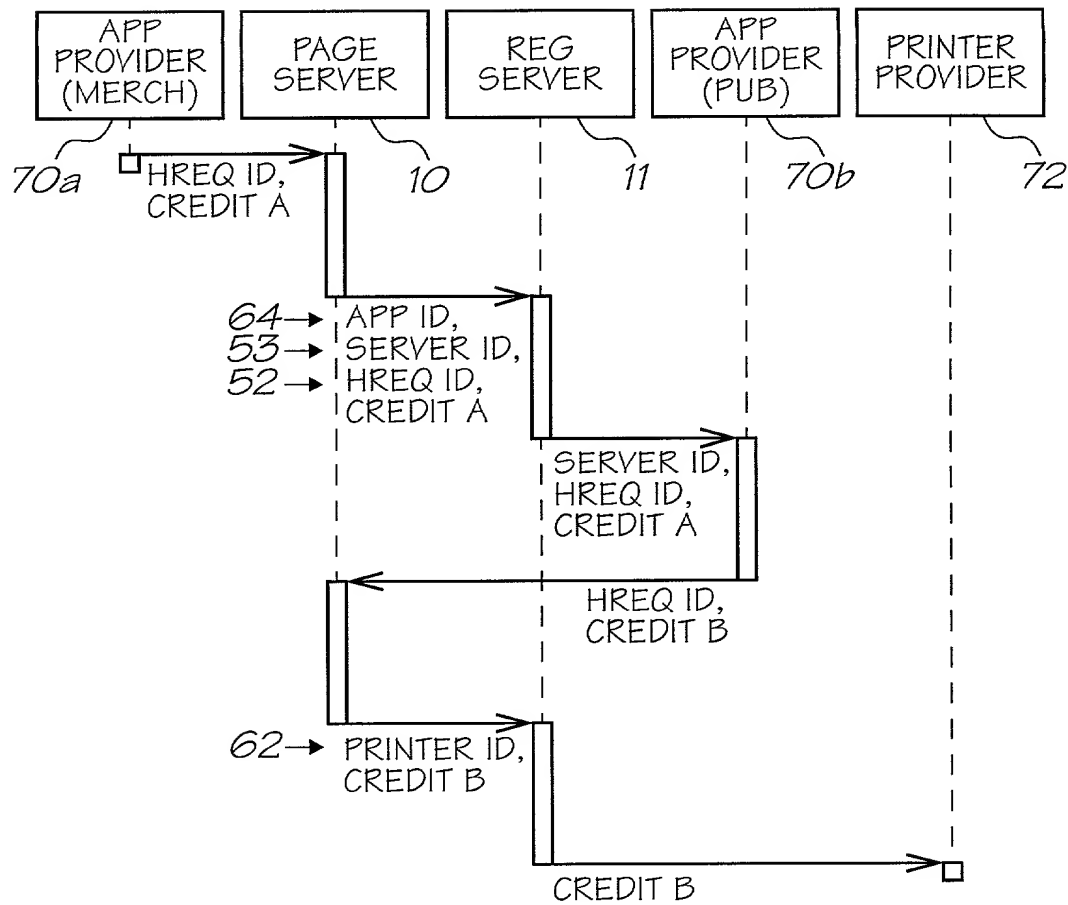 APP
PROVIDER
(MERCH)
PAGE
SERVER
REG
SERVER
APP
PROVIDER
(PUB)
PRINTER
PROVIDER
70a
10
11
70b
72
HREQ ID,
CREDIT A
64
APP ID,
53
SERVER ID,
52
HREQ ID,
CREDIT A
SERVER ID,
HREQ ID,
CREDIT A
HREQ ID,
CREDIT B
62
PRINTER ID,
CREDIT B
CREDIT B